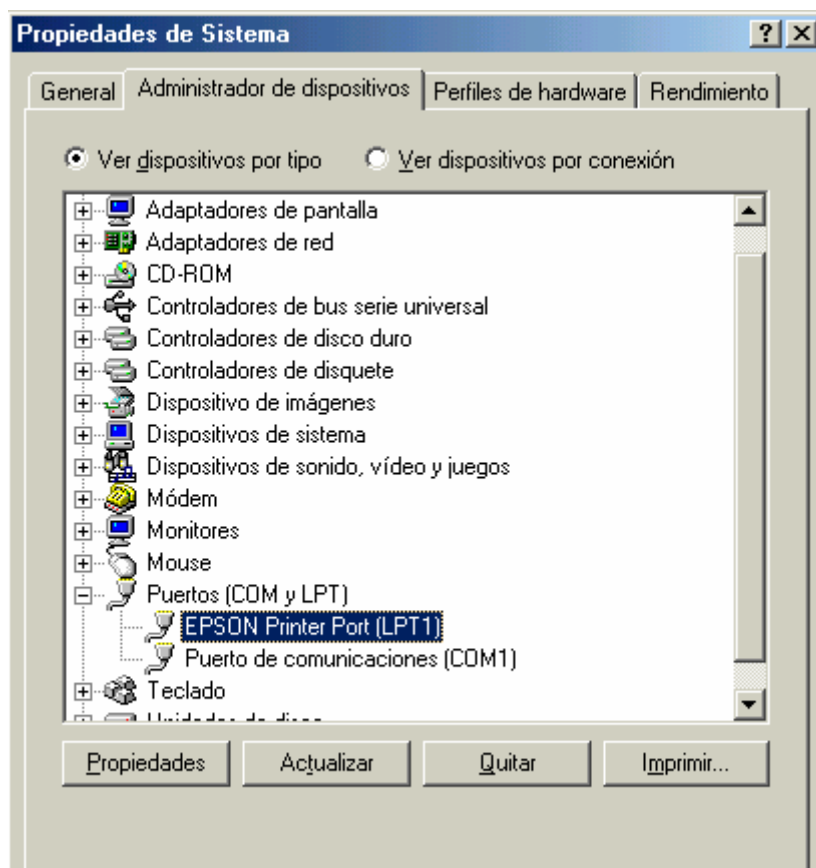 Propiedades de Sistema
General Administrador de dispositivos Perfiles de hardware Rendimiento
Ver dispositivos por tipo Ver dispositivos por conexión
Adaptadores de pantalla
Adaptadores de red
CD-ROM
Controladores de bus serie universal
Controladores de disco duro
Controladores de disquete
Dispositivo de imágenes
Dispositivos de sistema
Dispositivos de sonido, vídeo y juegos
Módem
Monitores
Mouse
Puertos (COM y LPT)
EPSON Printer Port (LPT1)
Puerto de comunicaciones (COM1)
Teclado
Unidades de disco
Propiedades Actualizar Quitar Imprimir...